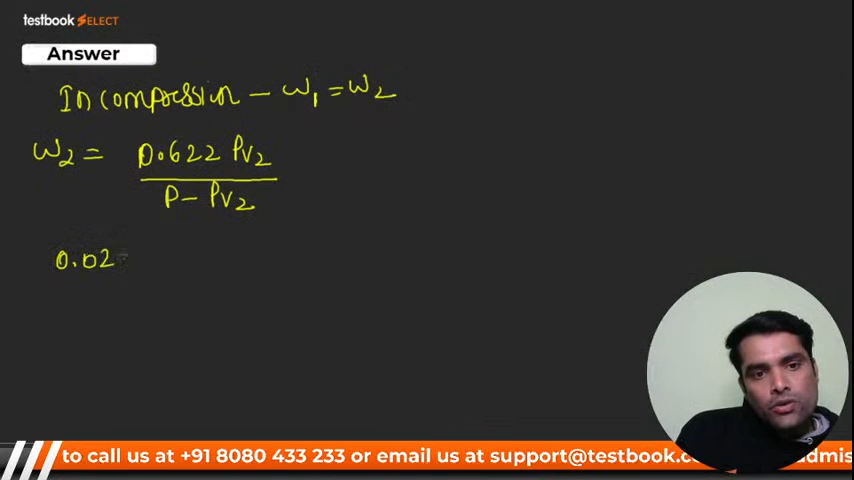 testbook SELECT
Answer
In compression - ω₁ = ω₂
ω₂ = 0.622 Pv₂
P - Pv₂
0.02
to call us at +91 8080 433 233 or email us at support@testbook.c
admis